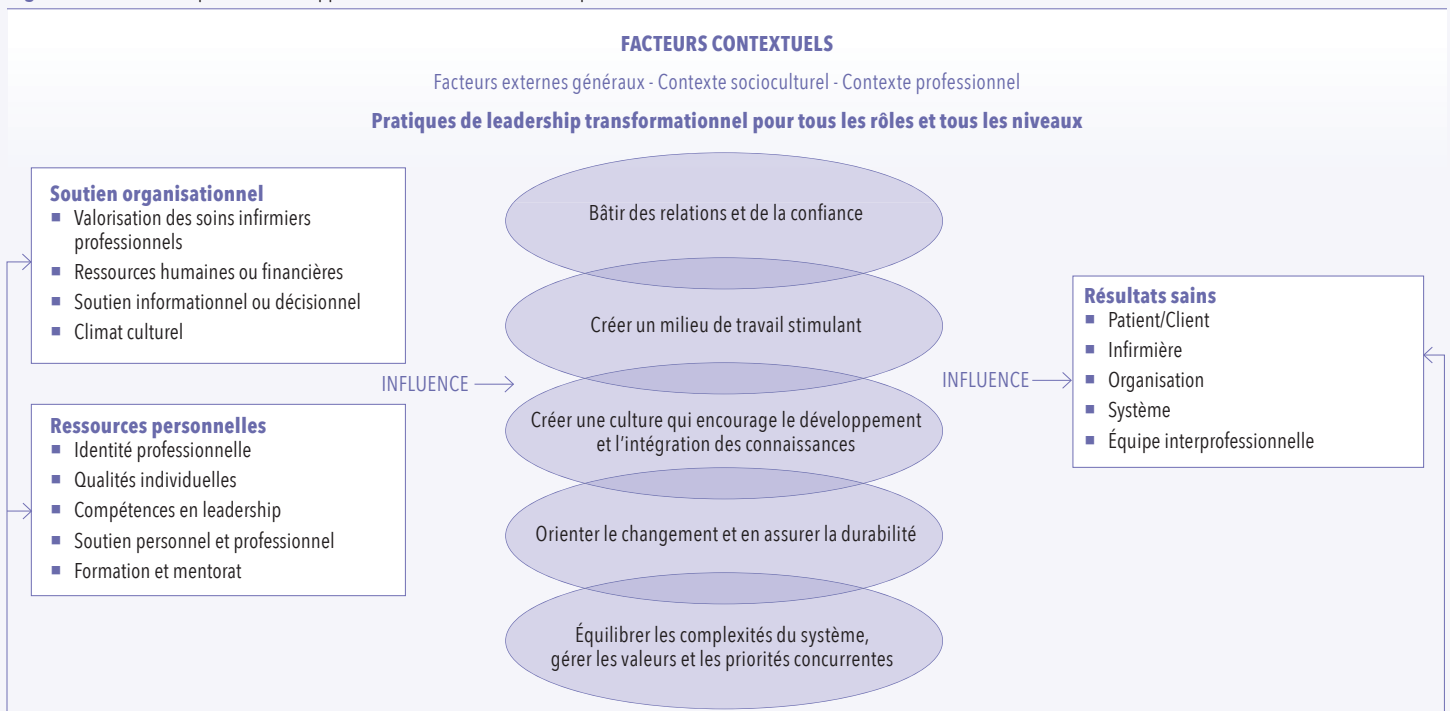 FACTEURS CONTEXTUELS
Facteurs externes généraux - Contexte socioculturel - Contexte professionnel
Pratiques de leadership transformationnel pour tous les rôles et tous les niveaux
Soutien organisationnel
Valorisation des soins infirmiers
professionnels
Ressources humaines ou financières
Soutien informationnel ou décisionnel
Climat culturel
Ressources personnelles
Identité professionnelle
Qualités individuelles
Compétences en leadership
Soutien personnel et professionnel
Formation et mentorat
INFLUENCE
Bâtir des relations et de la confiance
Créer un milieu de travail stimulant
Créer une culture qui encourage le développement
et l'intégration des connaissances
Orienter le changement et en assurer la durabilité
Équilibrer les complexités du système,
gérer les valeurs et les priorités concurrentes
INFLUENCE
Résultats sains
Patient/Client
Infirmière
Organisation
Système
Équipe interprofessionnelle